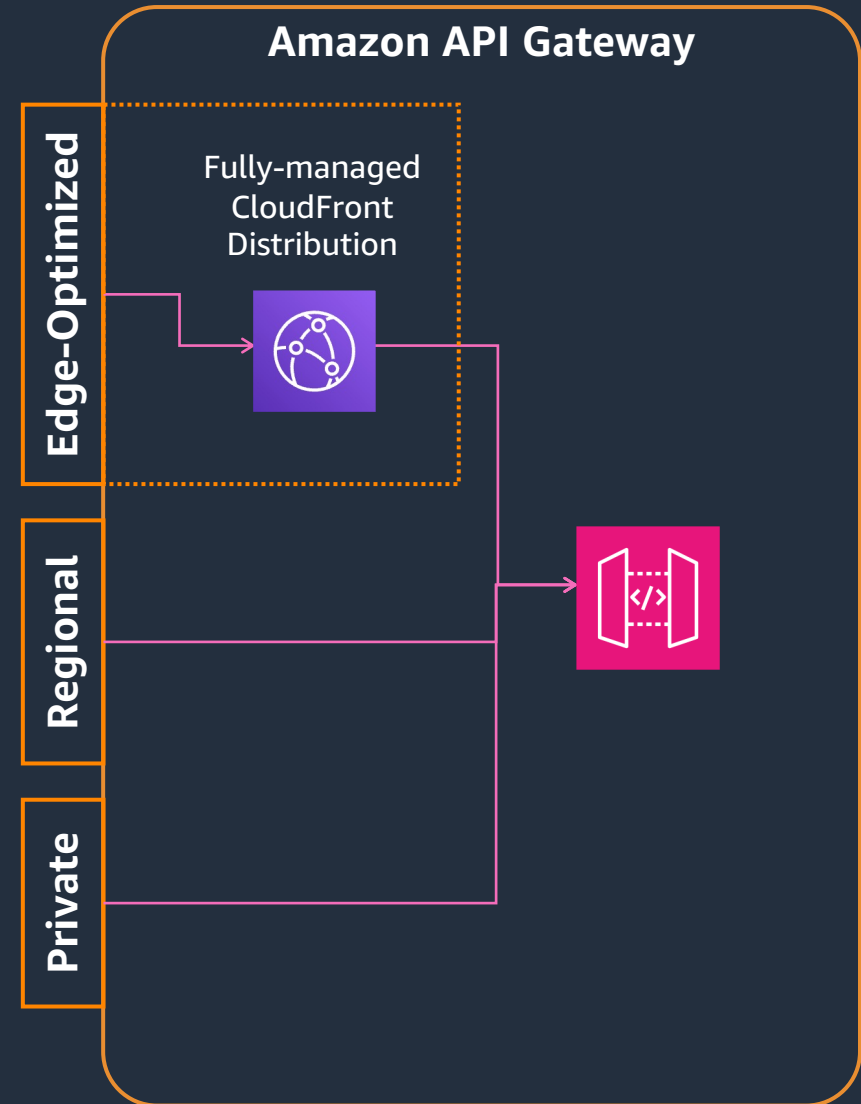 Amazon API Gateway
Edge-Optimized
Fully-managed
CloudFront
Distribution
</>
Regional
Private